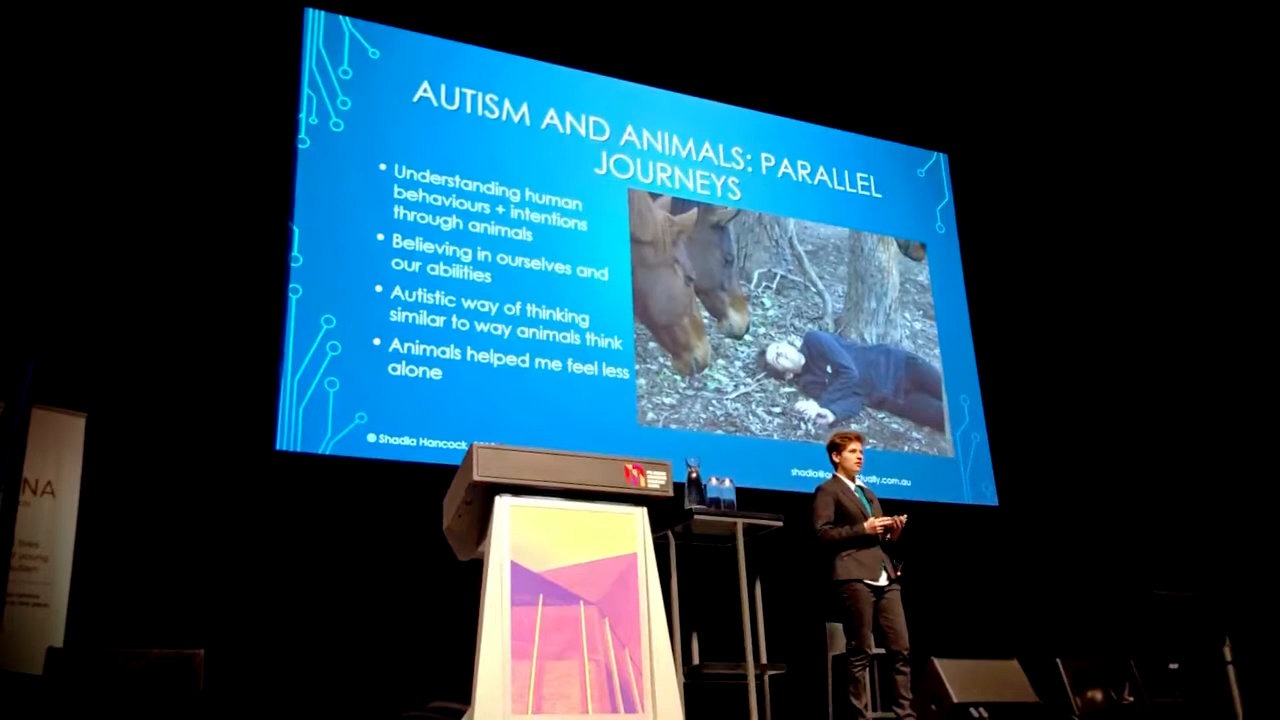 AUTISM AND ANIMALS: PARALLEL
JOURNEYS
• Understanding human
behaviours + intentions
through animals
• Believing in ourselves and
our abilities
• Autistic way of thinking
similar to way animals think
• Animals helped me feel less
alone
© Shadia Hancock
shadia@
tually.com.au
NA